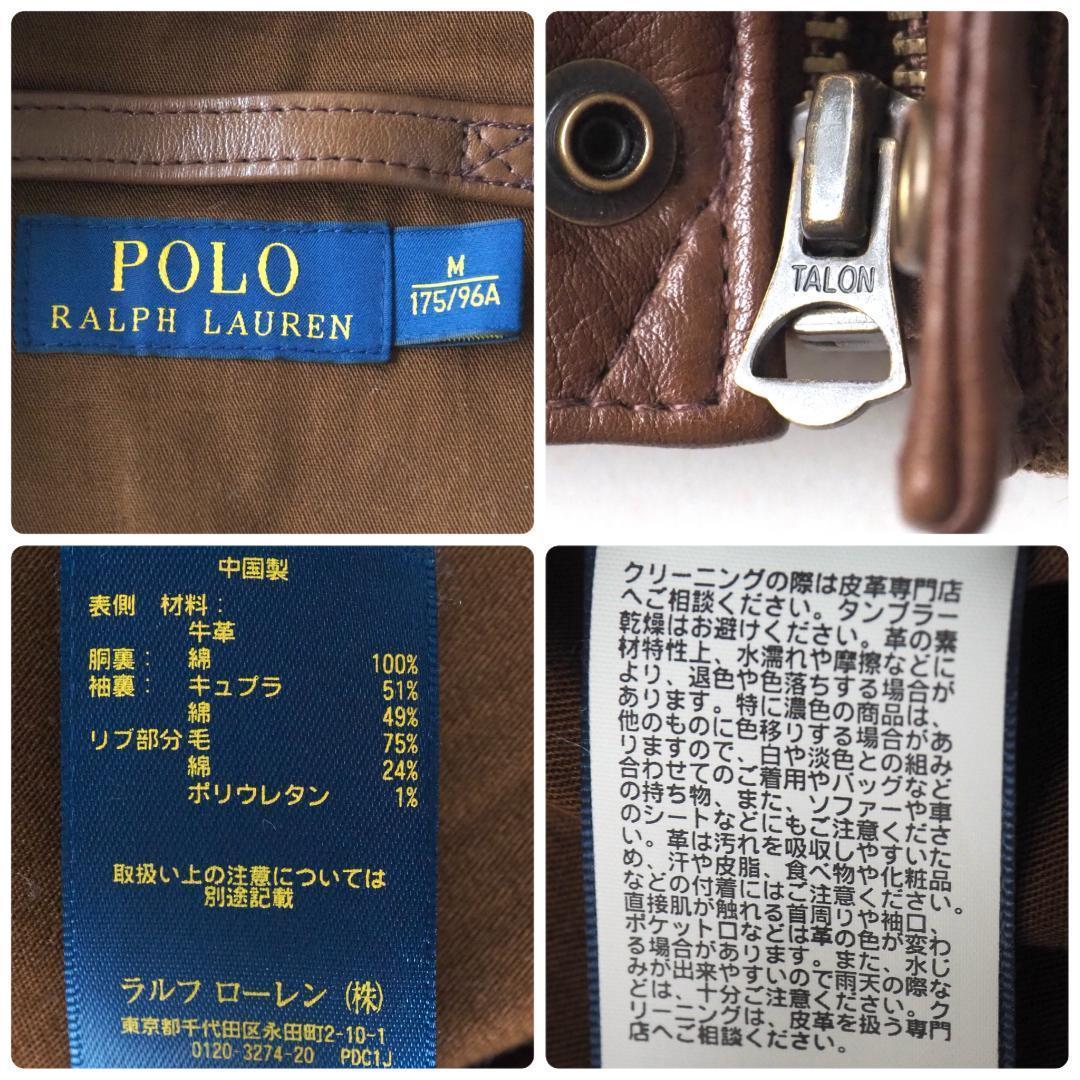 POLO
RALPH LAUREN
M
175/96A
TALON
中国製
表側 材料:
牛革
胴裏: 綿 100%
袖裏: キュプラ 51%
綿 49%
リブ部分 毛 75%
綿 24%
ポリウレタン 1%
取扱い上の注意については
別途記載
ラルフ ローレン (株)
東京都千代田区永田町2-10-1
0120-3274-20 PDC1J
クリーニングの際は皮革専門店
へご相談ください。タンブラー
乾燥はお避けください。革の素
材特性上、水濡れや摩擦などに
より、退色や色落ちする場合が
あります。特に濃色の商品は、
他のものに色移りする場合があ
りますので、白や淡色との組み
合わせてのご着用やバッグなど
の持ち物、また、ソファーや車
のシートなどにもご注意くださ
い。革は汚れを吸収しやすいた
め、汗や皮脂、食べ物や化粧品
などの付着にはご注意ください。
直接肌が触れる首周りや袖口、
ポケット口などは革の色が変わ
る場合があります。また、水じ
みが出来やすいので雨天の際な
どは、十分ご注意ください。ク
リーニングは、皮革を扱う専門
店へご相談ください。